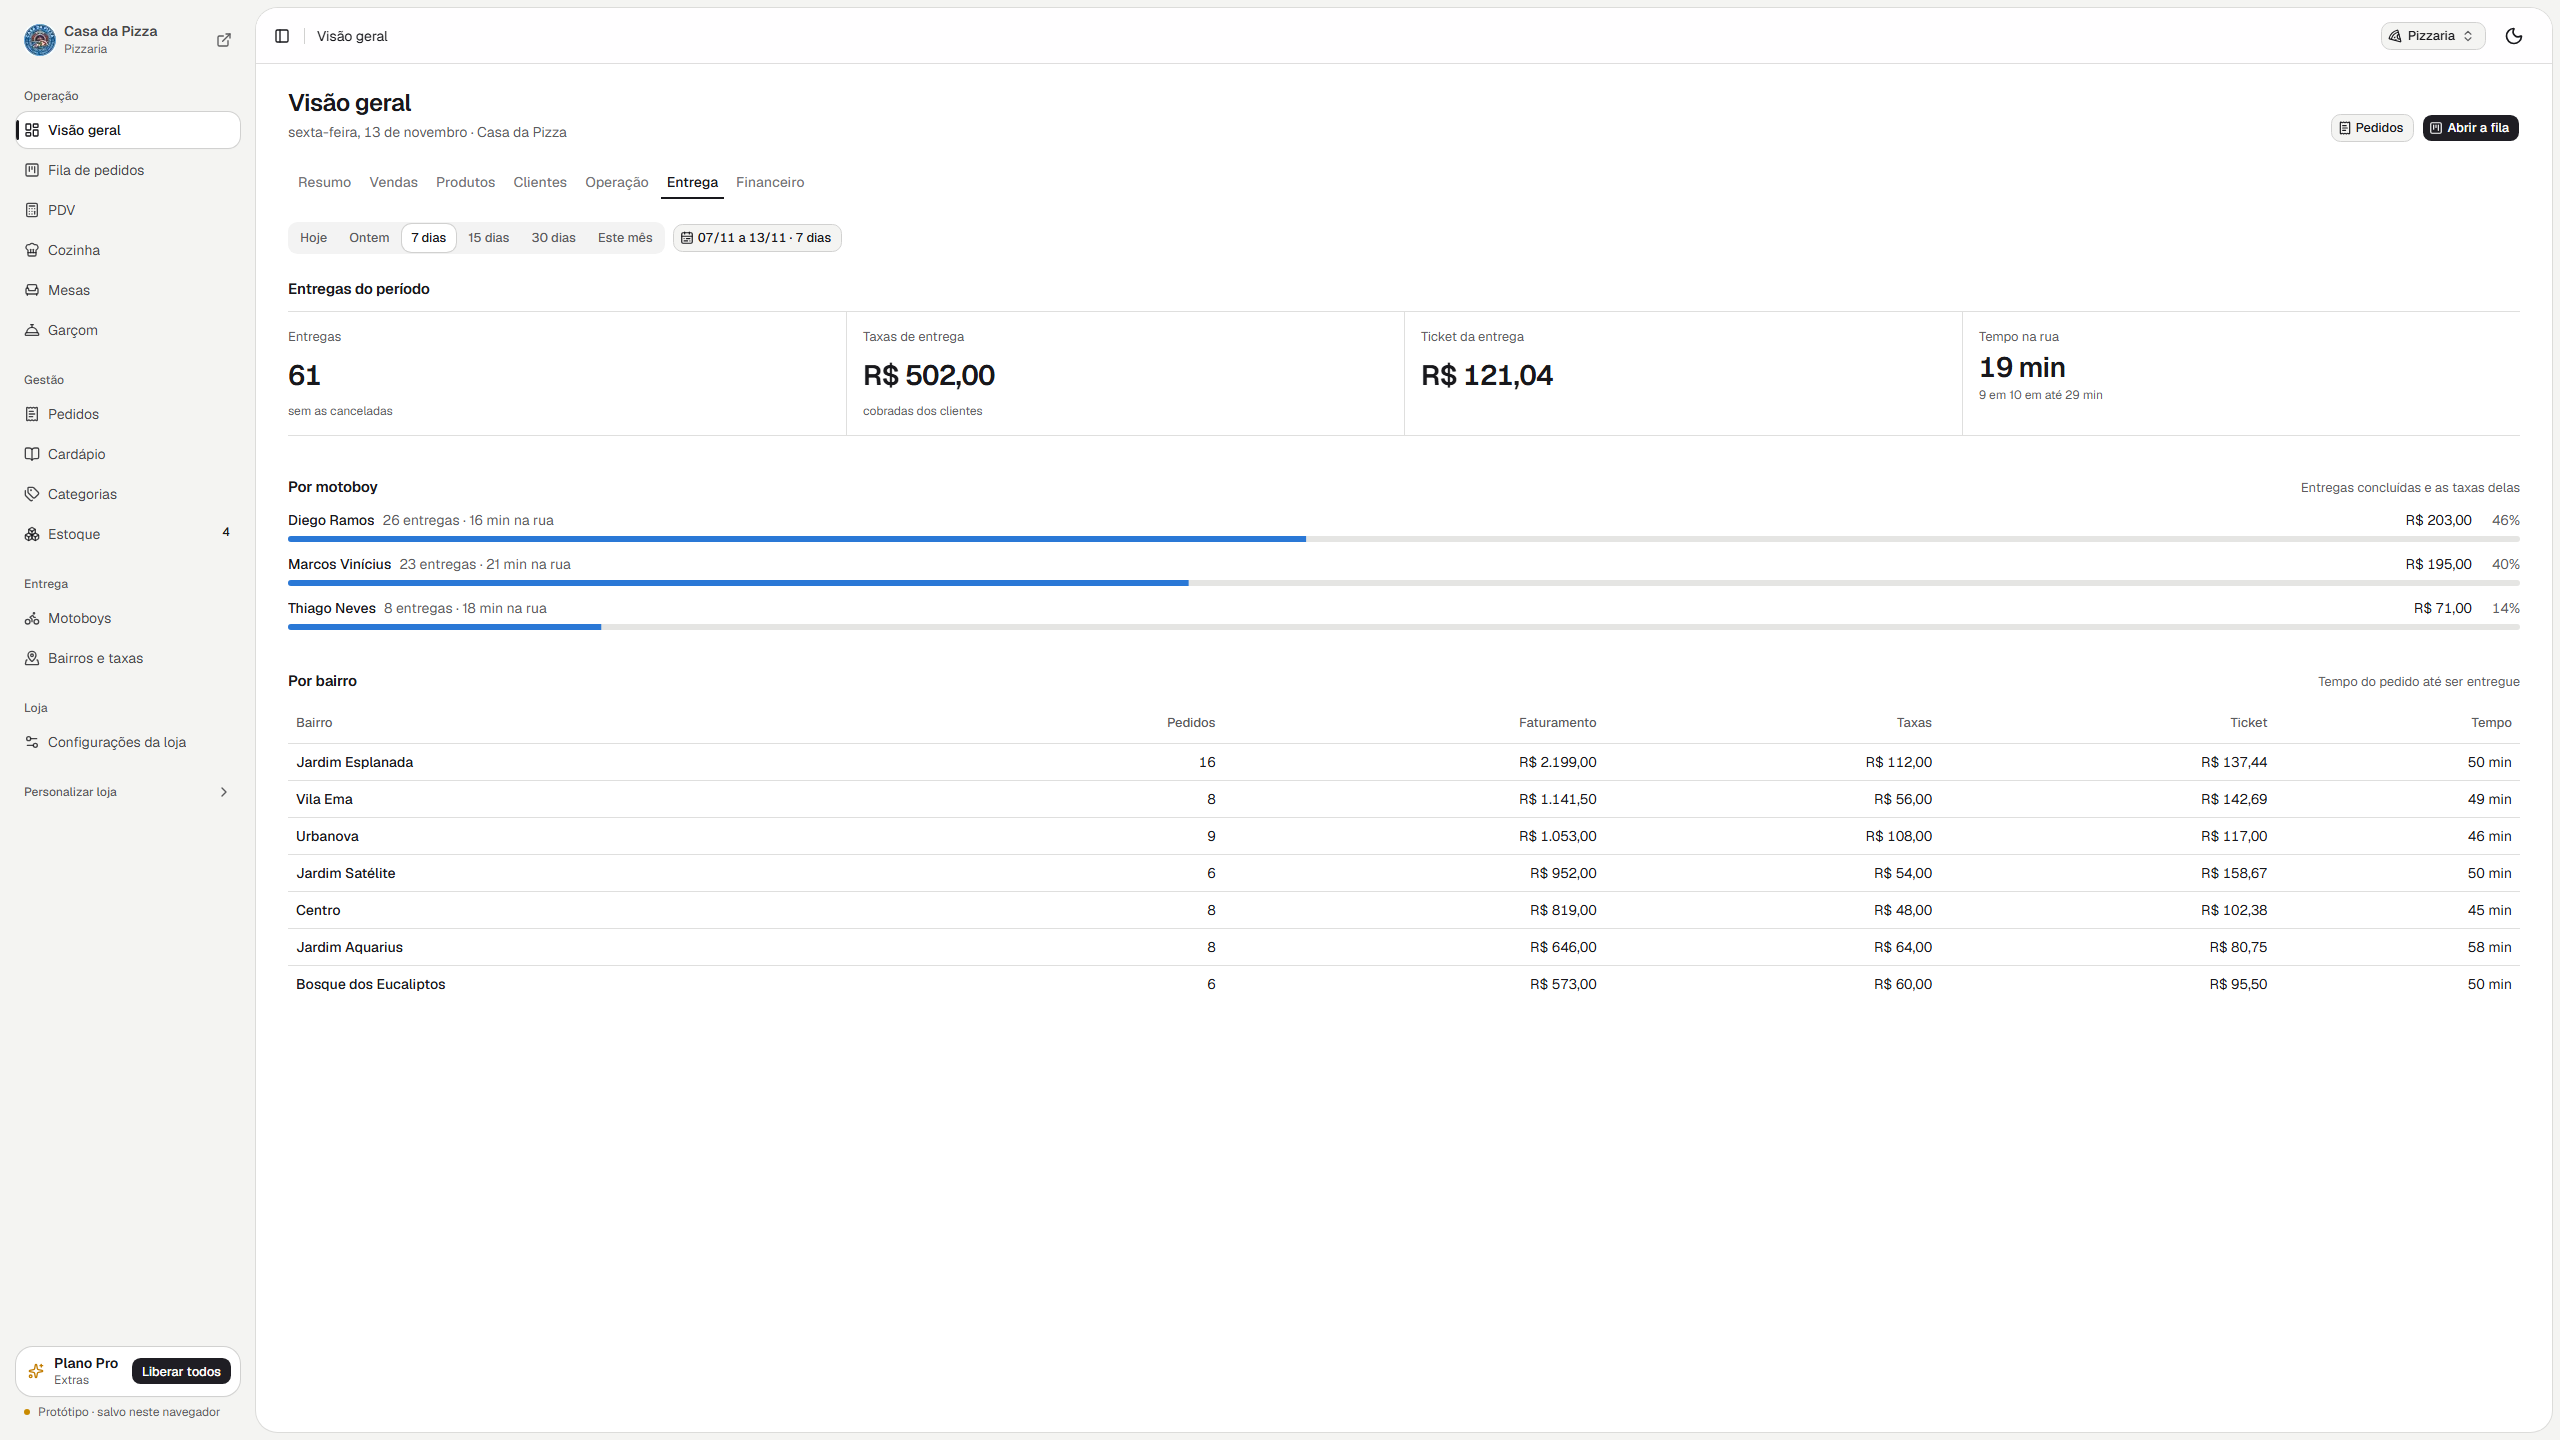 Casa da Pizza
Pizzaria
Operação
Visão geral
Fila de pedidos
PDV
Cozinha
Mesas
Garçom
Gestão
Pedidos
Cardápio
Categorias
Estoque 4
Entrega
Motoboys
Bairros e taxas
Loja
Configurações da loja
Personalizar loja
Plano Pro
Extras
Liberar todos
Protótipo · salvo neste navegador
Visão geral
Pizzaria
Visão geral
sexta-feira, 13 de novembro · Casa da Pizza
Pedidos
Abrir a fila
Resumo Vendas Produtos Clientes Operação Entrega Financeiro
Hoje Ontem 7 dias 15 dias 30 dias Este mês 07/11 a 13/11 · 7 dias
Entregas do período
Entregas
61
sem as canceladas
Taxas de entrega
R$ 502,00
cobradas dos clientes
Ticket da entrega
R$ 121,04
Tempo na rua
19 min
9 em 10 em até 29 min
Por motoboy Entregas concluídas e as taxas delas
Diego Ramos 26 entregas · 16 min na rua R$ 203,00 46%
Marcos Vinícius 23 entregas · 21 min na rua R$ 195,00 40%
Thiago Neves 8 entregas · 18 min na rua R$ 71,00 14%
Por bairro Tempo do pedido até ser entregue
Bairro Pedidos Faturamento Taxas Ticket Tempo
Jardim Esplanada 16 R$ 2.199,00 R$ 112,00 R$ 137,44 50 min
Vila Ema 8 R$ 1.141,50 R$ 56,00 R$ 142,69 49 min
Urbanova 9 R$ 1.053,00 R$ 108,00 R$ 117,00 46 min
Jardim Satélite 6 R$ 952,00 R$ 54,00 R$ 158,67 50 min
Centro 8 R$ 819,00 R$ 48,00 R$ 102,38 45 min
Jardim Aquarius 8 R$ 646,00 R$ 64,00 R$ 80,75 58 min
Bosque dos Eucaliptos 6 R$ 573,00 R$ 60,00 R$ 95,50 50 min